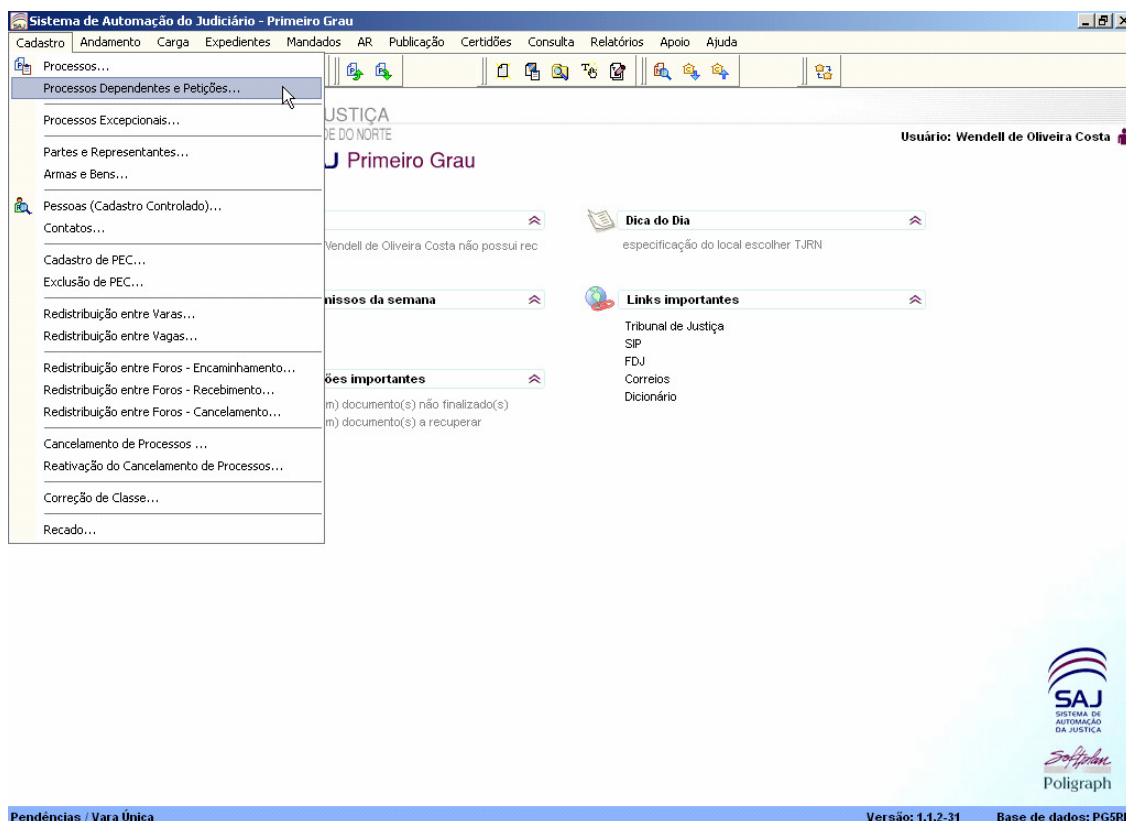 Sistema de Automação do Judiciário - Primeiro Grau
Cadastro Andamento Carga Expedientes Mandados AR Publicação Certidões Consulta Relatórios Apoio Ajuda
Processos...
Processos Dependentes e Petições...
Processos Excepcionais...
Partes e Representantes...
Armas e Bens...
Pessoas (Cadastro Controlado)...
Contatos...
Cadastro de PEC...
Exclusão de PEC...
Redistribuição entre Varas...
Redistribuição entre Vagas...
Redistribuição entre Foros - Encaminhamento...
Redistribuição entre Foros - Recebimento...
Redistribuição entre Foros - Cancelamento...
Cancelamento de Processos ...
Reativação do Cancelamento de Processos...
Correção de Classe...
Recado...
USTIÇA
DE DO NORTE
J Primeiro Grau
Usuário: Wendell de Oliveira Costa
Wendell de Oliveira Costa não possui rec
nissos da semana
ões importantes
m) documento(s) não finalizado(s)
m) documento(s) a recuperar
Dica do Dia
especificação do local escolher TJRN
Links importantes
Tribunal de Justiça
SIP
FDJ
Correios
Dicionário
SAJ
SISTEMA DE
AUTOMAÇÃO
DA JUSTIÇA
Softplan
Poligraph
Pendências / Vara Única Versão: 1.1.2-31 Base de dados: PG5R